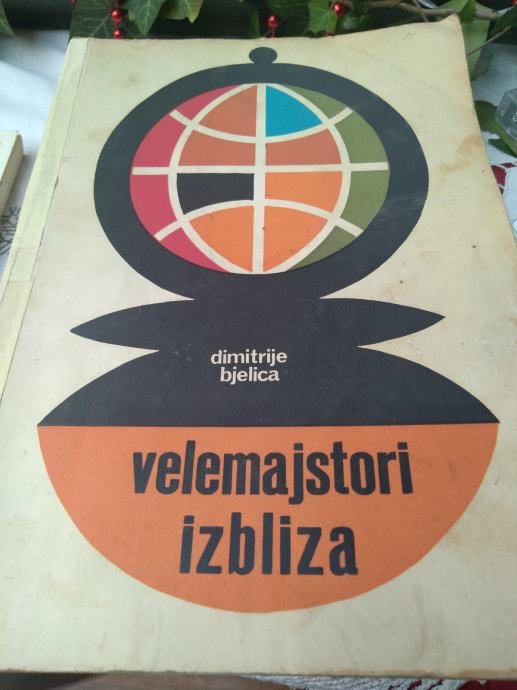 dimitrije
bjelica
velemajstori
izbliza